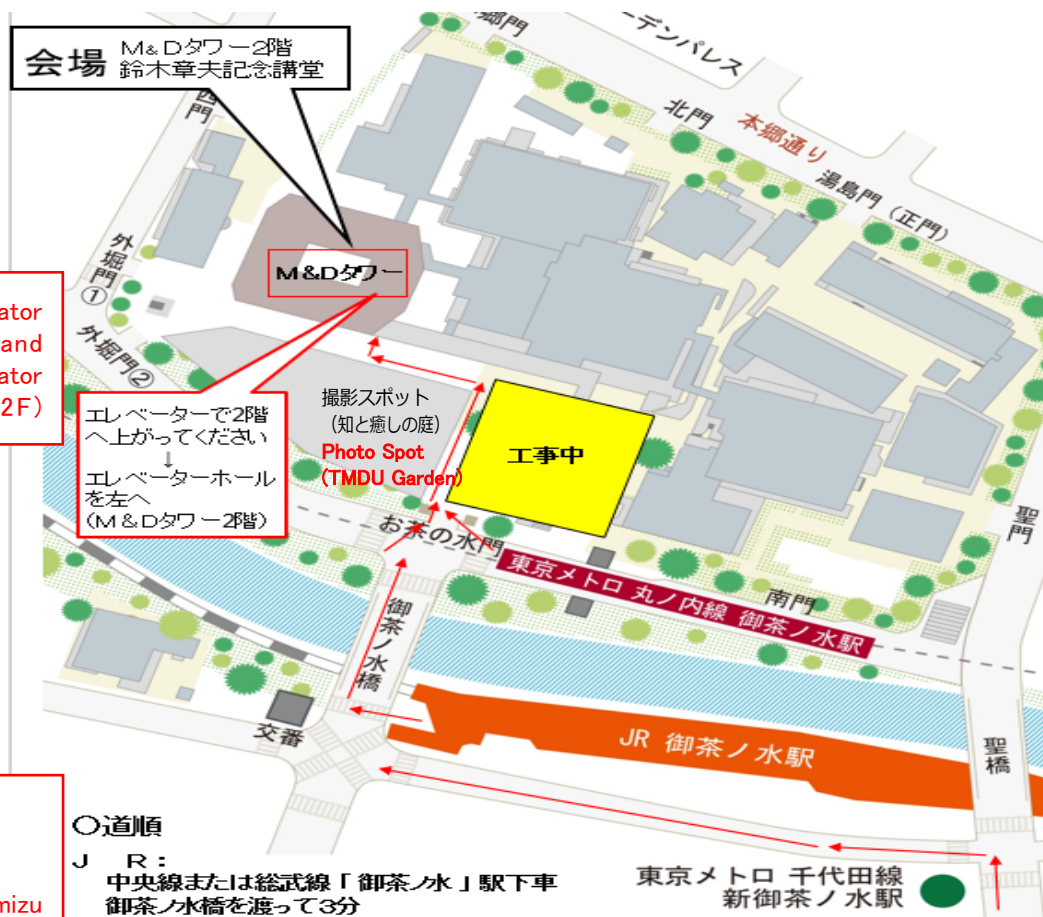 会場 M&Dタワー2階
鈴木章夫記念講堂
ーデンパレス
郷門
西門
北門
本郷通り
湯島門(正門)
外堀門①
外堀門②
M&Dタワー
ator
and
ator
2F)
エレベーターで2階
へ上がってください
↓
エレベーターホール
を左へ
(M&Dタワー2階)
撮影スポット
(知と癒しの庭)
Photo Spot
(TMDU Garden)
工事中
お茶の水門
東京メトロ 丸ノ内線 御茶ノ水駅
南門
聖門
御茶ノ水橋
交番
JR 御茶ノ水駅
聖橋
〇道順
J R:
中央線または総武線「御茶ノ水」駅下車
御茶ノ水橋を渡って3分
東京メトロ 千代田線
新御茶ノ水駅
mizu